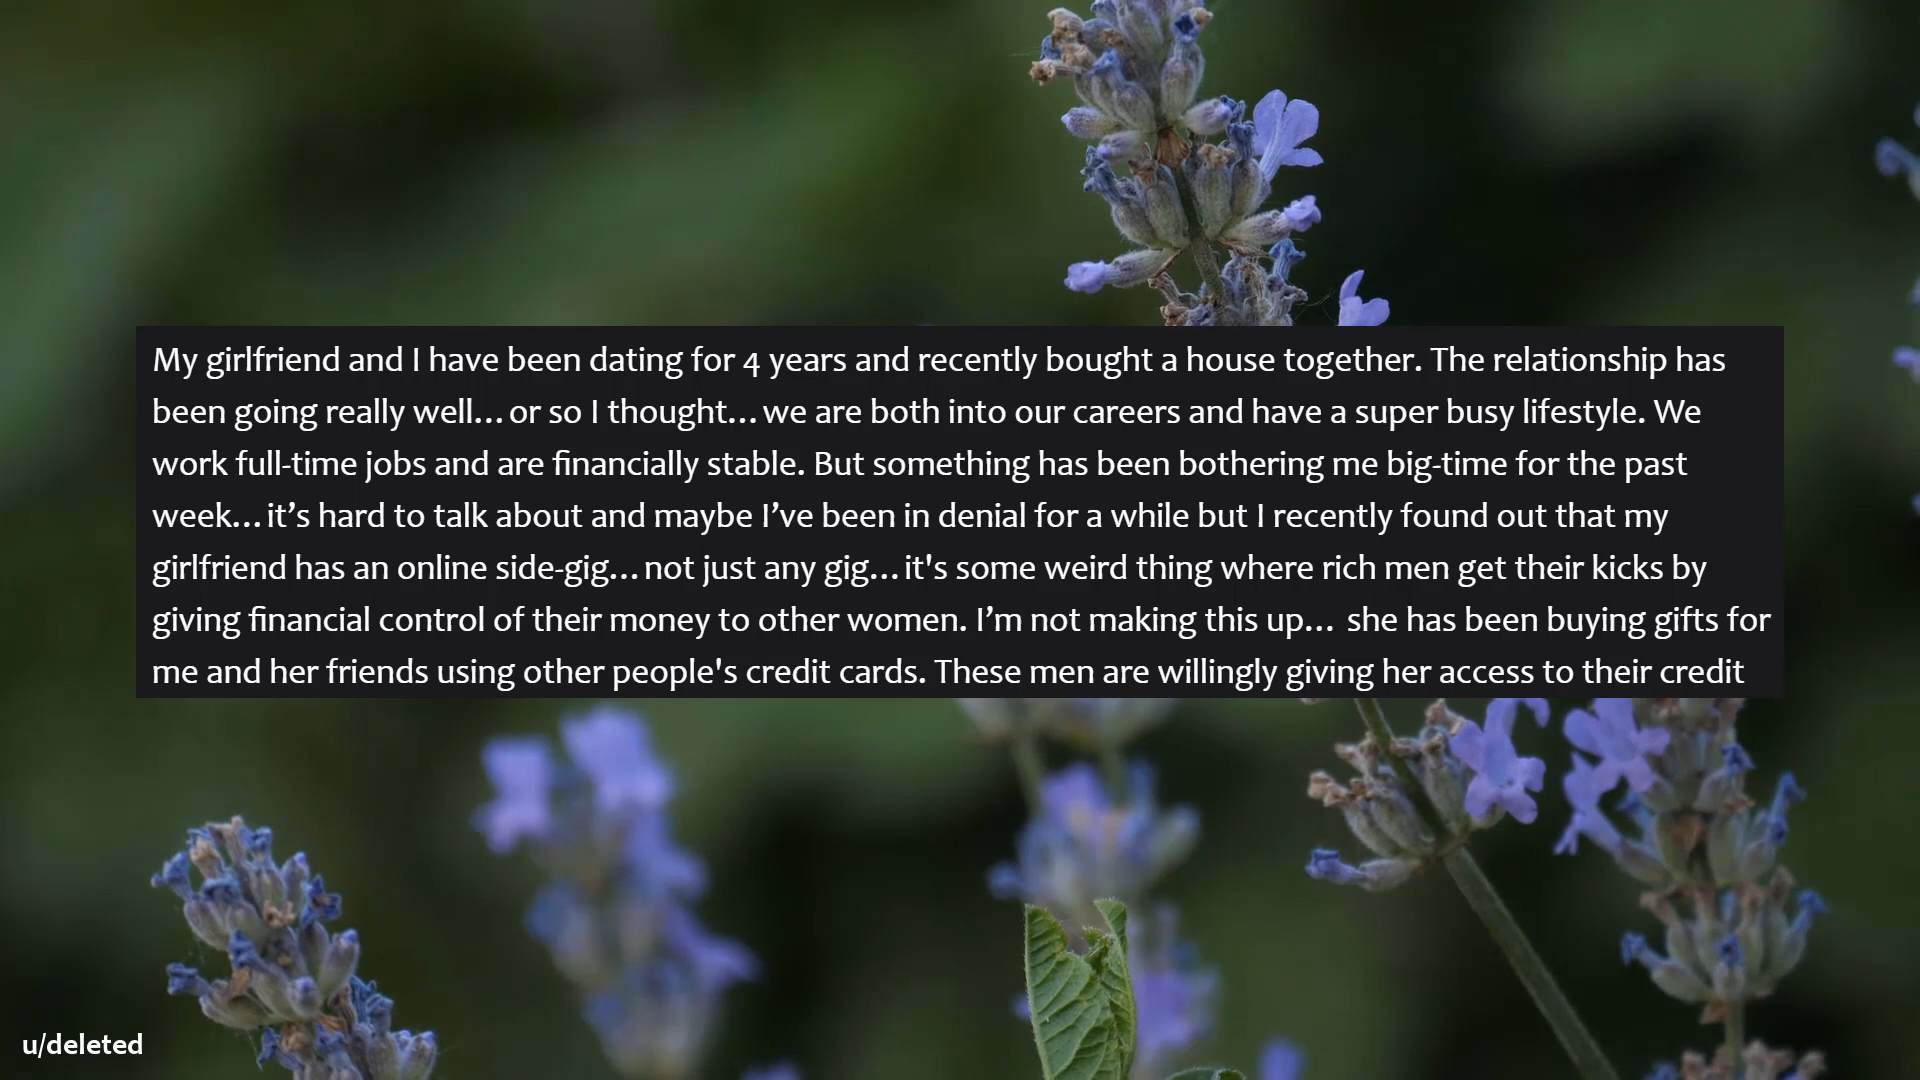 My girlfriend and I have been dating for 4 years and recently bought a house together. The relationship has
been going really well... or so I thought... we are both into our careers and have a super busy lifestyle. We
work full-time jobs and are financially stable. But something has been bothering me big-time for the past
week... it’s hard to talk about and maybe I’ve been in denial for a while but I recently found out that my
girlfriend has an online side-gig... not just any gig... it's some weird thing where rich men get their kicks by
giving financial control of their money to other women. I’m not making this up... she has been buying gifts for
me and her friends using other people's credit cards. These men are willingly giving her access to their credit
u/deleted